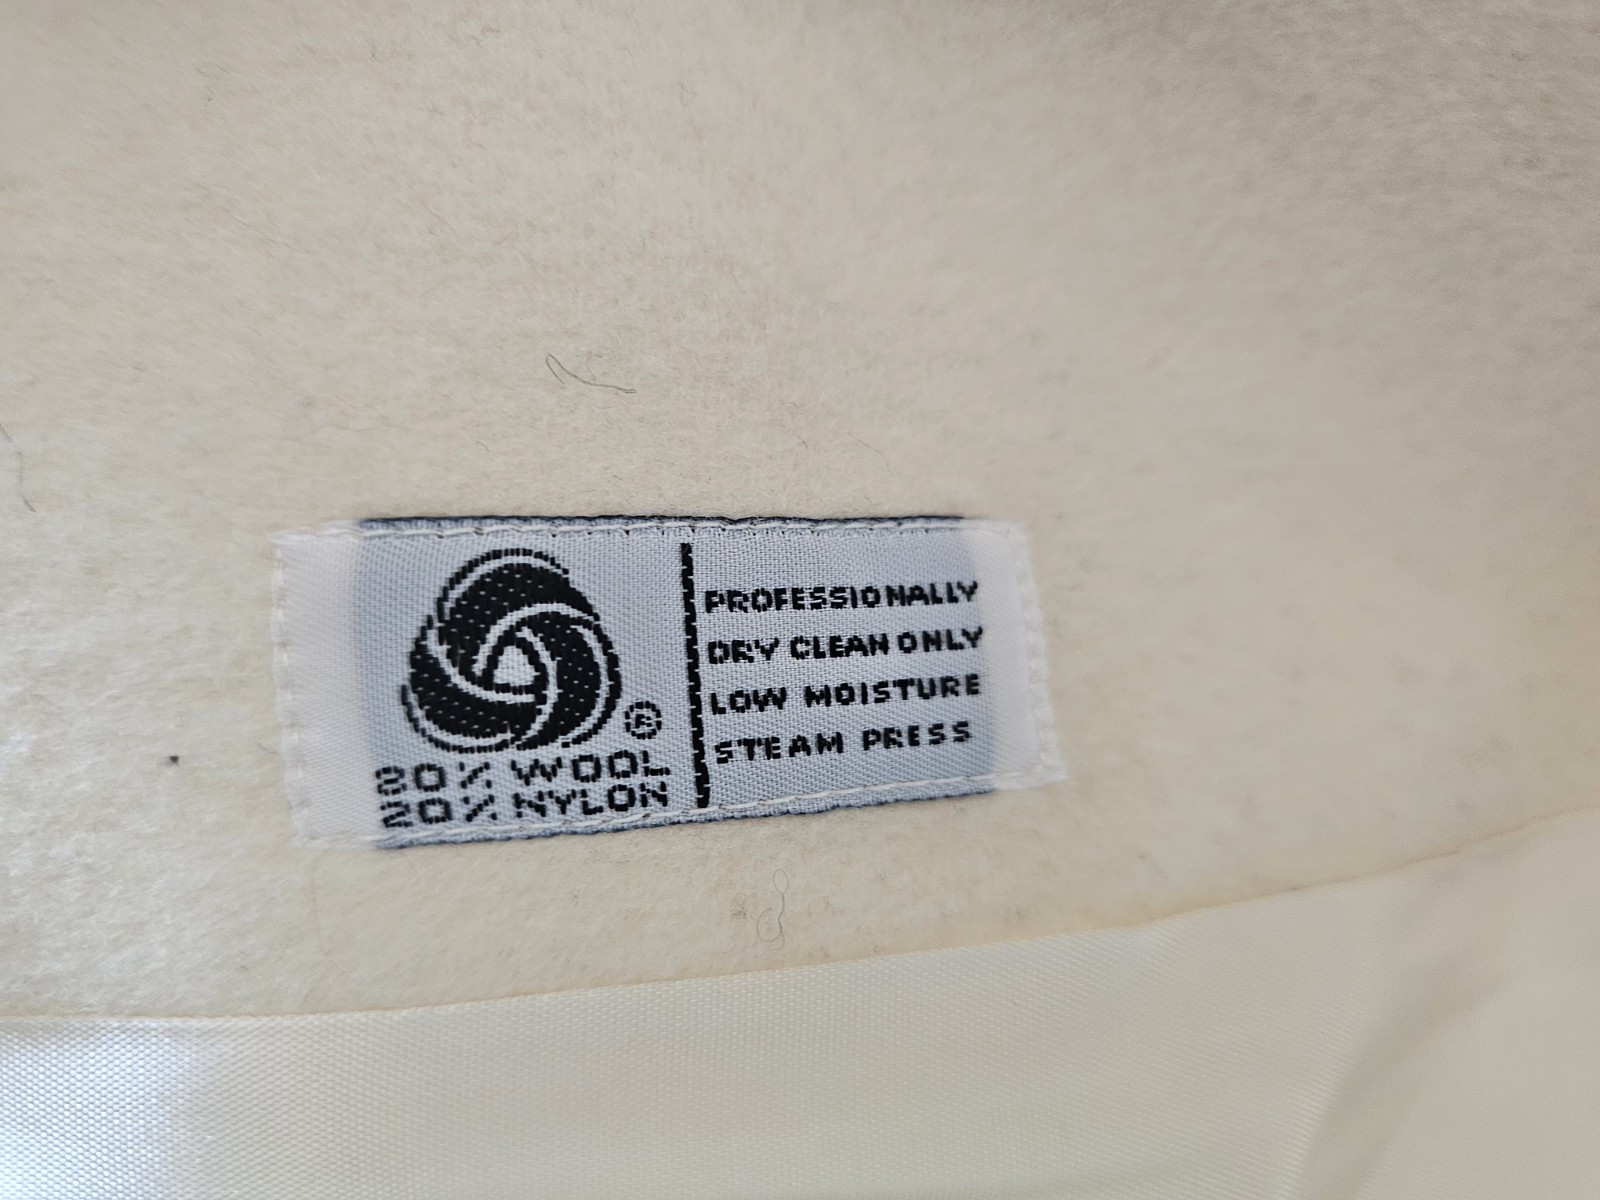 ®
80% WOOL
20% NYLON
PROFESSIONALLY
DRY CLEAN ONLY
LOW MOISTURE
STEAM PRESS